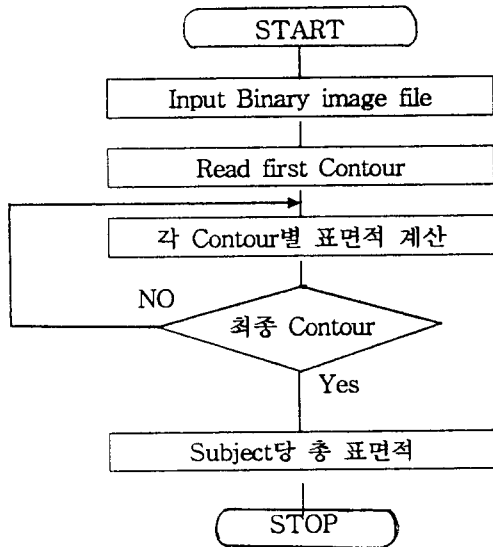 START
Input Binary image file
Read first Contour
각 Contour별 표면적 계산
NO
최종 Contour
Yes
Subject당 총 표면적
STOP